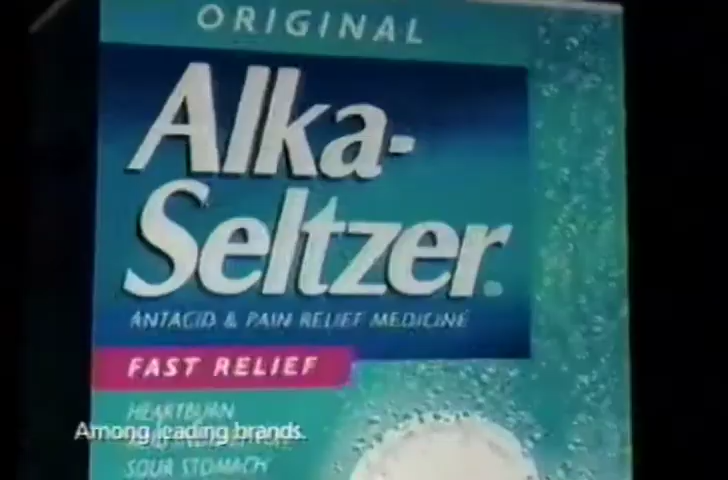 ORIGINAL
Alka-
Seltzer®
ANTACID & PAIN RELIEF MEDICINE
FAST RELIEF
HEARTBURN
Among leading brands.
SOUR STOMACH